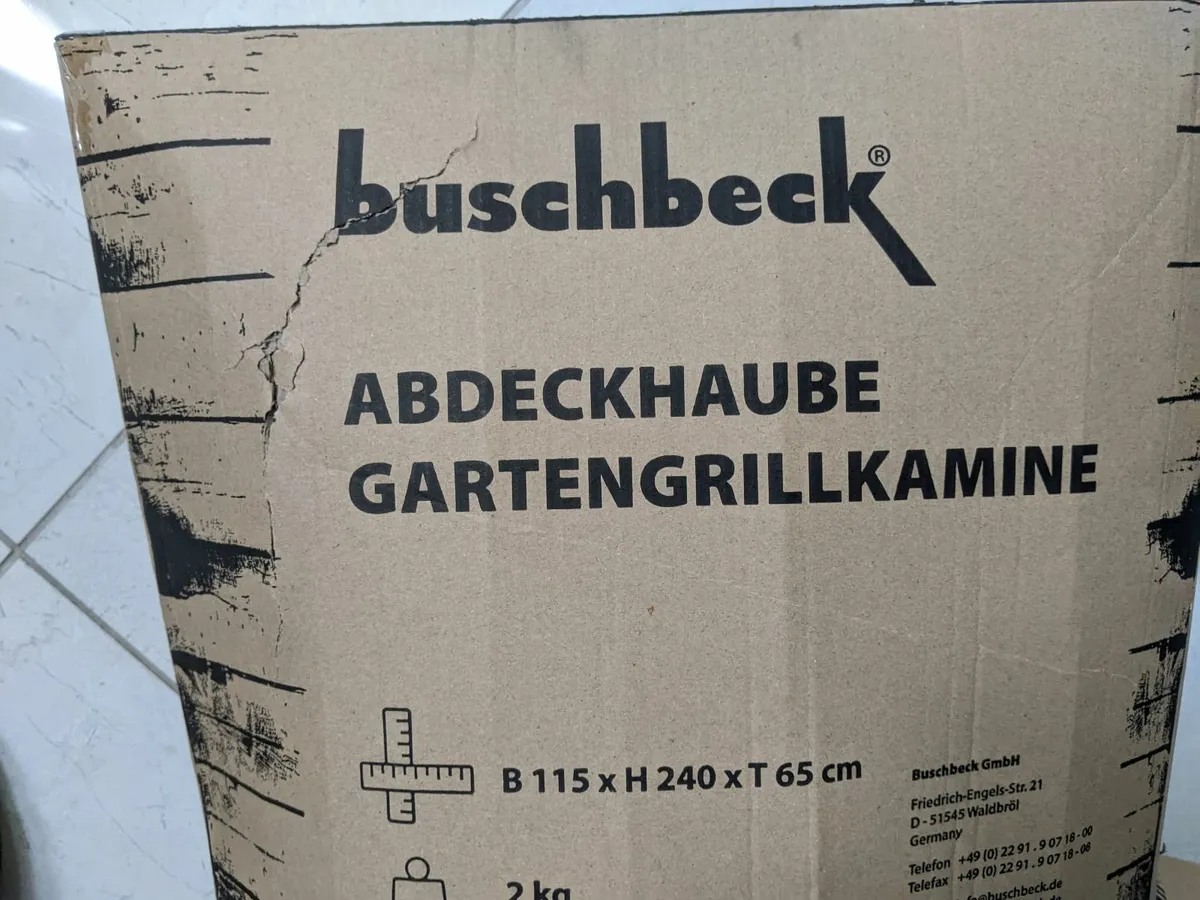 buschbeck®
ABDECKHAUBE
GARTENGRILLKAMINE
B 115 x H 240 x T 65 cm
2 kg
Buschbeck GmbH
Friedrich-Engels-Str. 21
D - 51545 Waldbröl
Germany
Telefon +49 (0) 22 91 . 9 07 18 - 00
Telefax +49 (0) 22 91 . 9 07 18 - 08